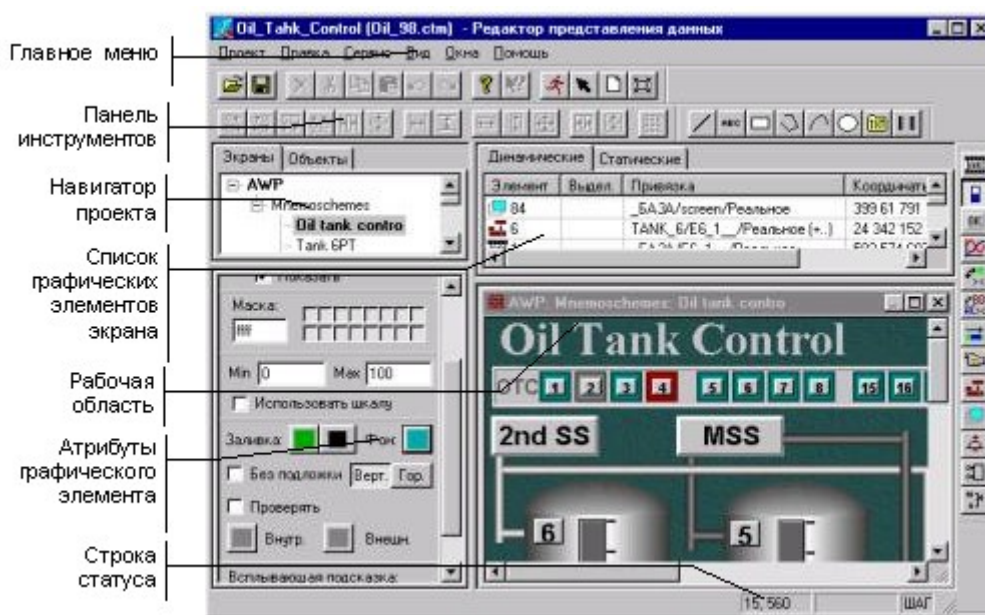 Oil_Tahk_Control (Oil_98.ctm) - Редактор представления данных
Главное меню
Проект Правка Сервис Вид Окна Помощь
Панель инструментов
ABC
Навигатор проекта
Экраны Объекты
AWP
Mnemoschemes
Oil tank contro
Tank 6РТ
Динамические Статические
Элемент Выдел. Привязка Координаты
84 _БАЗА/screen/Реальное 399 61 791
6 TANK_6/E6_1__/Реальное (+..) 24 342 152
Список графических элементов экрана
Показать
Маска:
ffff
Min 0 Max 100
Использовать шкалу
Заливка: Фон:
Без подложки Верт. Гор.
Проверять
Внутр. Внешн.
Всплывающая подсказка:
Рабочая область
AWP: Mnemoschemes: Oil tank contro
Oil Tank Control
OTC 1 2 3 4 5 6 7 8 15 16
2nd SS MSS
6 5
Атрибуты графического элемента
Строка статуса
15, 560 ШАГ